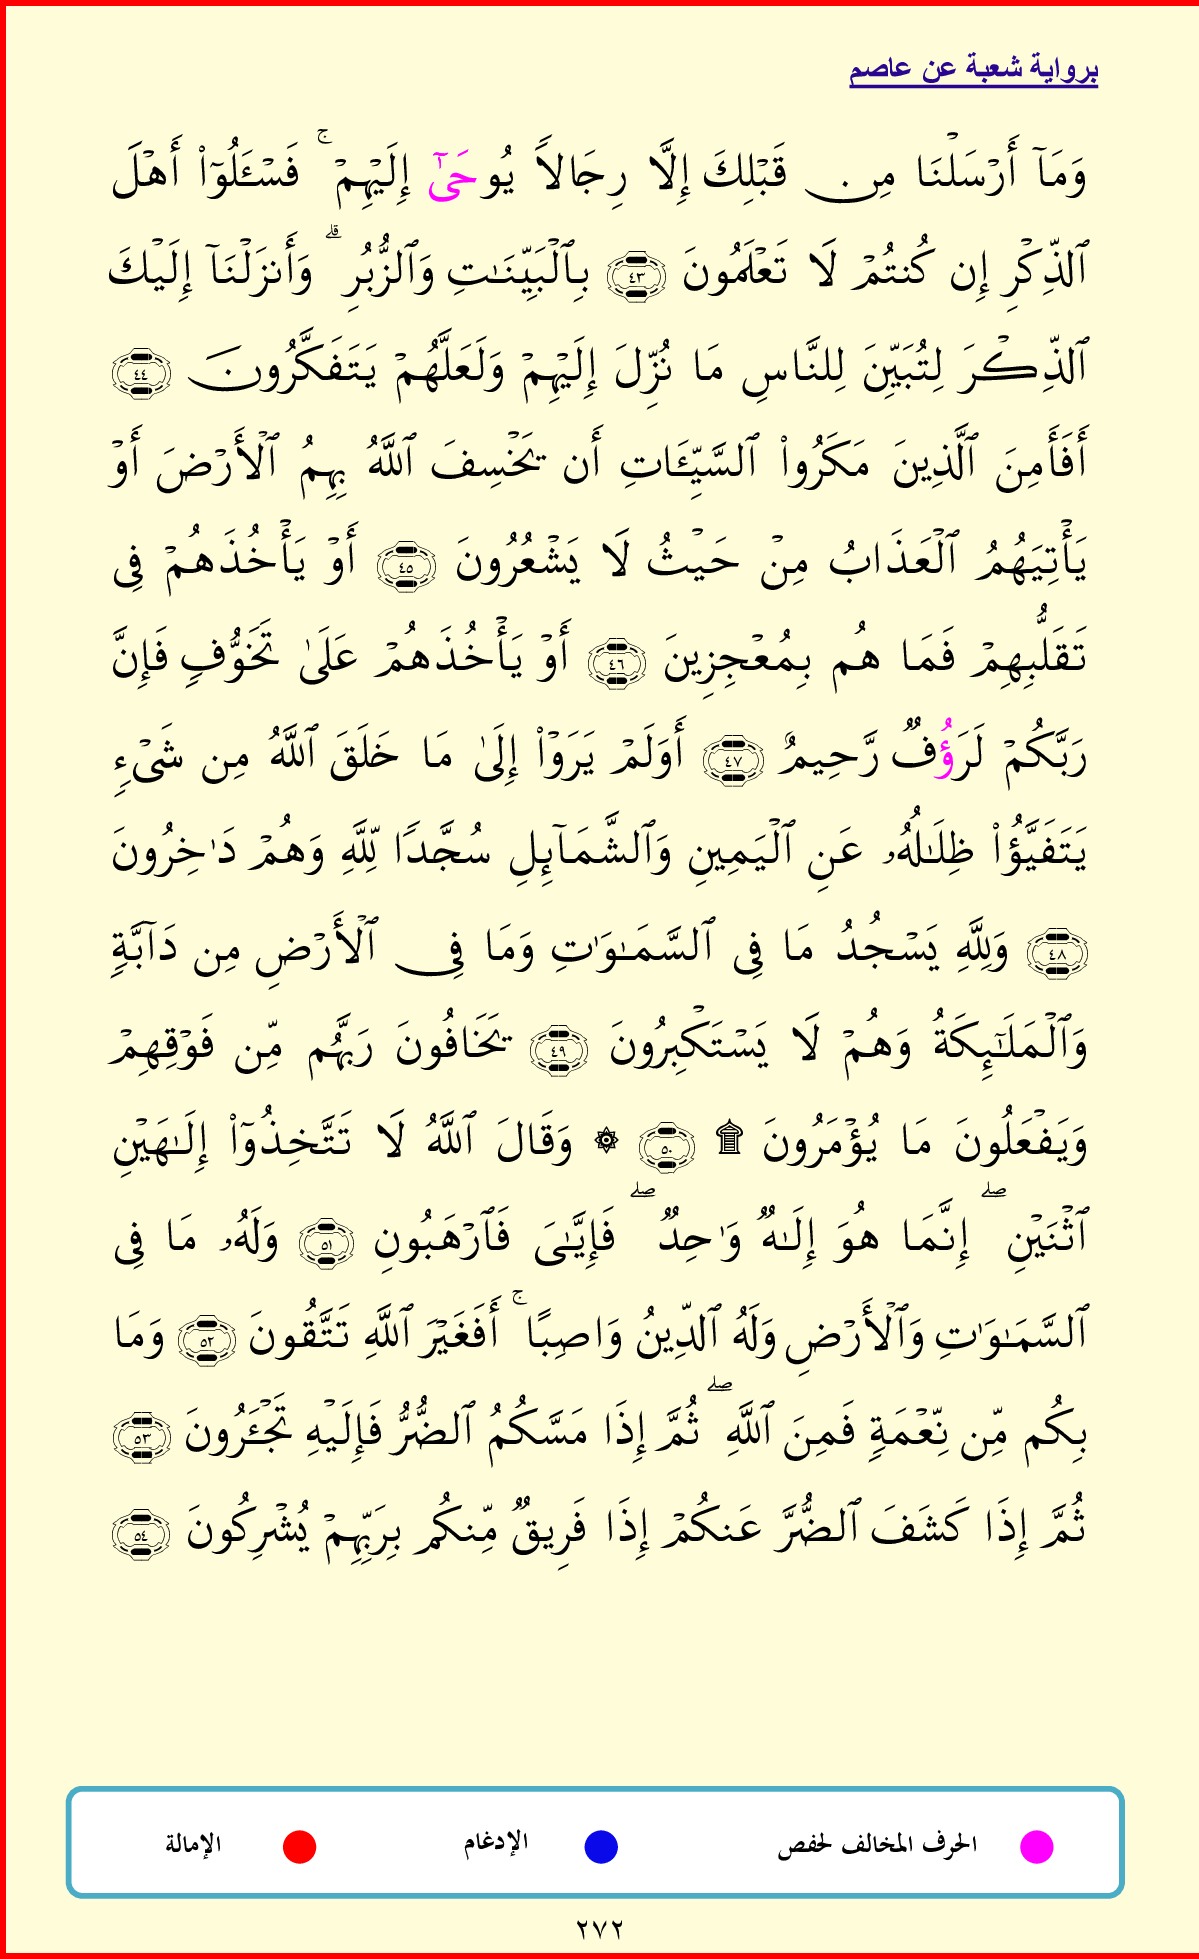 برواية شعبة عن عاصم
وَمَآ أَرۡسَلۡنَا مِن قَبۡلِكَ إِلَّا رِجَالٗا يُوحَىٰٓ إِلَيۡهِمۡۚ فَسۡـَٔلُوٓاْ أَهۡلَ
ٱلذِّكۡرِ إِن كُنتُمۡ لَا تَعۡلَمُونَ ٤٣ بِٱلۡبَيِّنَٰتِ وَٱلزُّبُرِۗ وَأَنزَلۡنَآ إِلَيۡكَ
ٱلذِّكۡرَ لِتُبَيِّنَ لِلنَّاسِ مَا نُزِّلَ إِلَيۡهِمۡ وَلَعَلَّهُمۡ يَتَفَكَّرُونَ ٤٤
أَفَأَمِنَ ٱلَّذِينَ مَكَرُواْ ٱلسَّيِّـَٔاتِ أَن يَخۡسِفَ ٱللَّهُ بِهِمُ ٱلۡأَرۡضَ أَوۡ
يَأۡتِيَهُمُ ٱلۡعَذَابُ مِنۡ حَيۡثُ لَا يَشۡعُرُونَ ٤٥ أَوۡ يَأۡخُذَهُمۡ فِي
تَقَلُّبِهِمۡ فَمَا هُم بِمُعۡجِزِينَ ٤٦ أَوۡ يَأۡخُذَهُمۡ عَلَىٰ تَخَوُّفٖ فَإِنَّ
رَبَّكُمۡ لَرَؤُفٞ رَّحِيمٌ ٤٧ أَوَلَمۡ يَرَوۡاْ إِلَىٰ مَا خَلَقَ ٱللَّهُ مِن شَيۡءٖ
يَتَفَيَّؤُاْ ظِلَٰلُهُۥ عَنِ ٱلۡيَمِينِ وَٱلشَّمَآئِلِ سُجَّدٗا لِّلَّهِ وَهُمۡ دَٰخِرُونَ
٤٨ وَلِلَّهِ يَسۡجُدُۤ مَا فِي ٱلسَّمَٰوَٰتِ وَمَا فِي ٱلۡأَرۡضِ مِن دَآبَّةٖ
وَٱلۡمَلَٰٓئِكَةُ وَهُمۡ لَا يَسۡتَكۡبِرُونَ ٤٩ يَخَافُونَ رَبَّهُم مِّن فَوۡقِهِمۡ
وَيَفۡعَلُونَ مَا يُؤۡمَرُونَ ۩ ٥٠ ۞ وَقَالَ ٱللَّهُ لَا تَتَّخِذُوٓاْ إِلَٰهَيۡنِ
ٱثۡنَيۡنِۖ إِنَّمَا هُوَ إِلَٰهٞ وَٰحِدٞۖ فَإِيَّٰيَ فَٱرۡهَبُونِ ٥١ وَلَهُۥ مَا فِي
ٱلسَّمَٰوَٰتِ وَٱلۡأَرۡضِ وَلَهُ ٱلدِّينُ وَاصِبًاۚ أَفَغَيۡرَ ٱللَّهِ تَتَّقُونَ ٥٢ وَمَا
بِكُم مِّن نِّعۡمَةٖ فَمِنَ ٱللَّهِۖ ثُمَّ إِذَا مَسَّكُمُ ٱلضُّرُّ فَإِلَيۡهِ تَجۡـَٔرُونَ ٥٣
ثُمَّ إِذَا كَشَفَ ٱلضُّرَّ عَنكُمۡ إِذَا فَرِيقٞ مِّنكُم بِرَبِّهِمۡ يُشۡرِكُونَ ٥٤
الحرف المخالف لحفص الإدغام الإمالة
٢٧٢